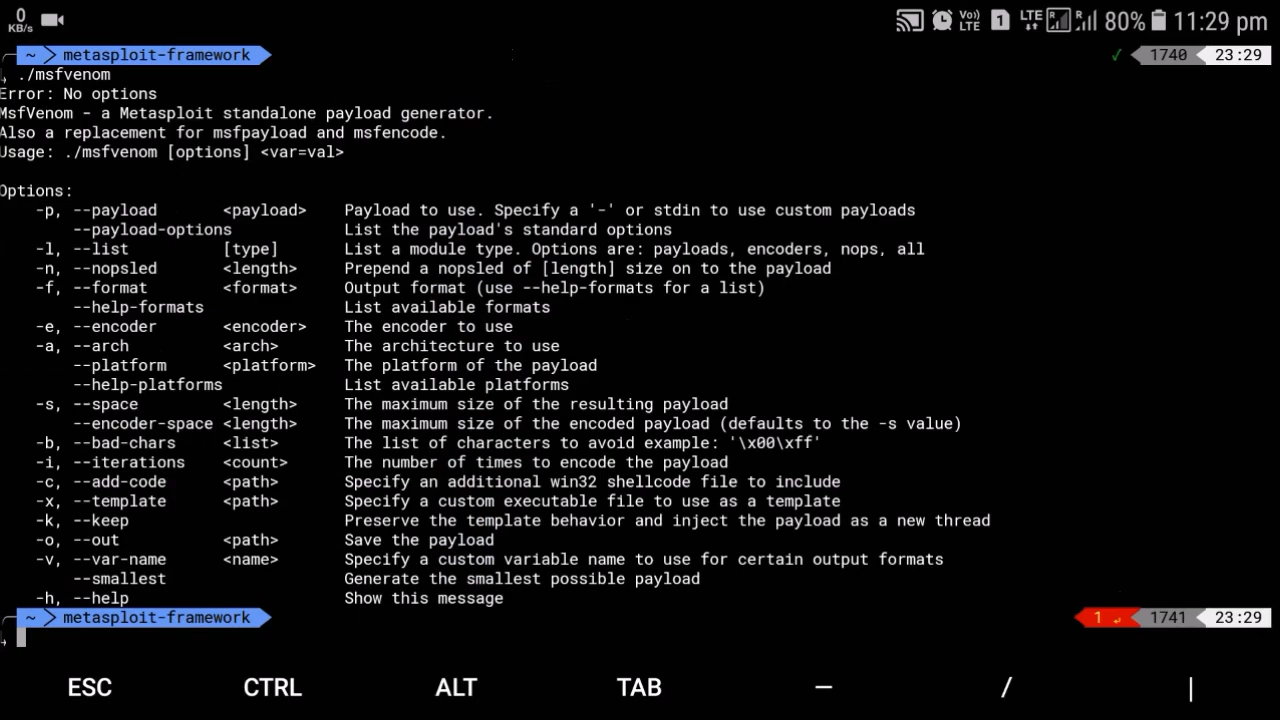 0
KB/s
Vo)
LTE
1
LTE
R
R
80%
11:29 pm
~ metasploit-framework
✓ 1740 23:29
./msfvenom
Error: No options
MsfVenom - a Metasploit standalone payload generator.
Also a replacement for msfpayload and msfencode.
Usage: ./msfvenom [options] <var=val>
Options:
-p, --payload <payload> Payload to use. Specify a '-' or stdin to use custom payloads
--payload-options List the payload's standard options
-l, --list [type] List a module type. Options are: payloads, encoders, nops, all
-n, --nopsled <length> Prepend a nopsled of [length] size on to the payload
-f, --format <format> Output format (use --help-formats for a list)
--help-formats List available formats
-e, --encoder <encoder> The encoder to use
-a, --arch <arch> The architecture to use
--platform <platform> The platform of the payload
--help-platforms List available platforms
-s, --space <length> The maximum size of the resulting payload
--encoder-space <length> The maximum size of the encoded payload (defaults to the -s value)
-b, --bad-chars <list> The list of characters to avoid example: '\x00\xff'
-i, --iterations <count> The number of times to encode the payload
-c, --add-code <path> Specify an additional win32 shellcode file to include
-x, --template <path> Specify a custom executable file to use as a template
-k, --keep Preserve the template behavior and inject the payload as a new thread
-o, --out <path> Save the payload
-v, --var-name <name> Specify a custom variable name to use for certain output formats
--smallest Generate the smallest possible payload
-h, --help Show this message
~ metasploit-framework
1 ↵ 1741 23:29
ESC CTRL ALT TAB — / |